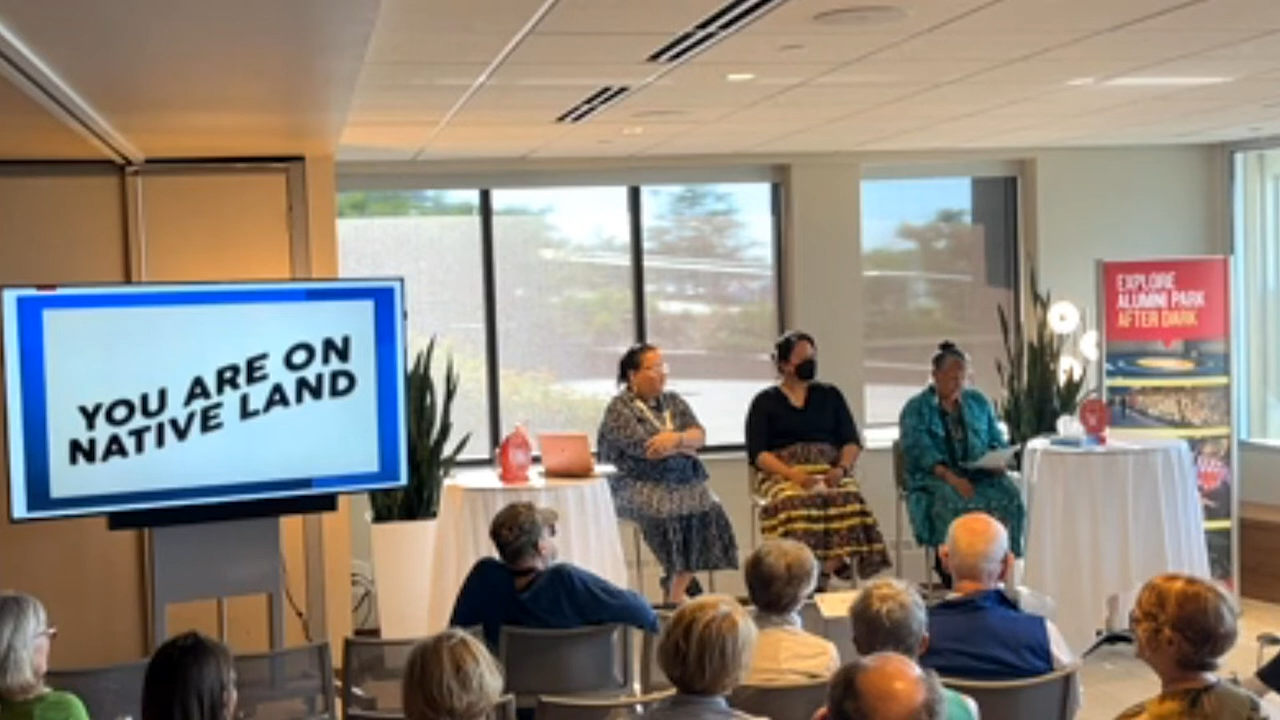 YOU ARE ON
NATIVE LAND
EXPLORE
ALUMNI PARK
AFTER DARK